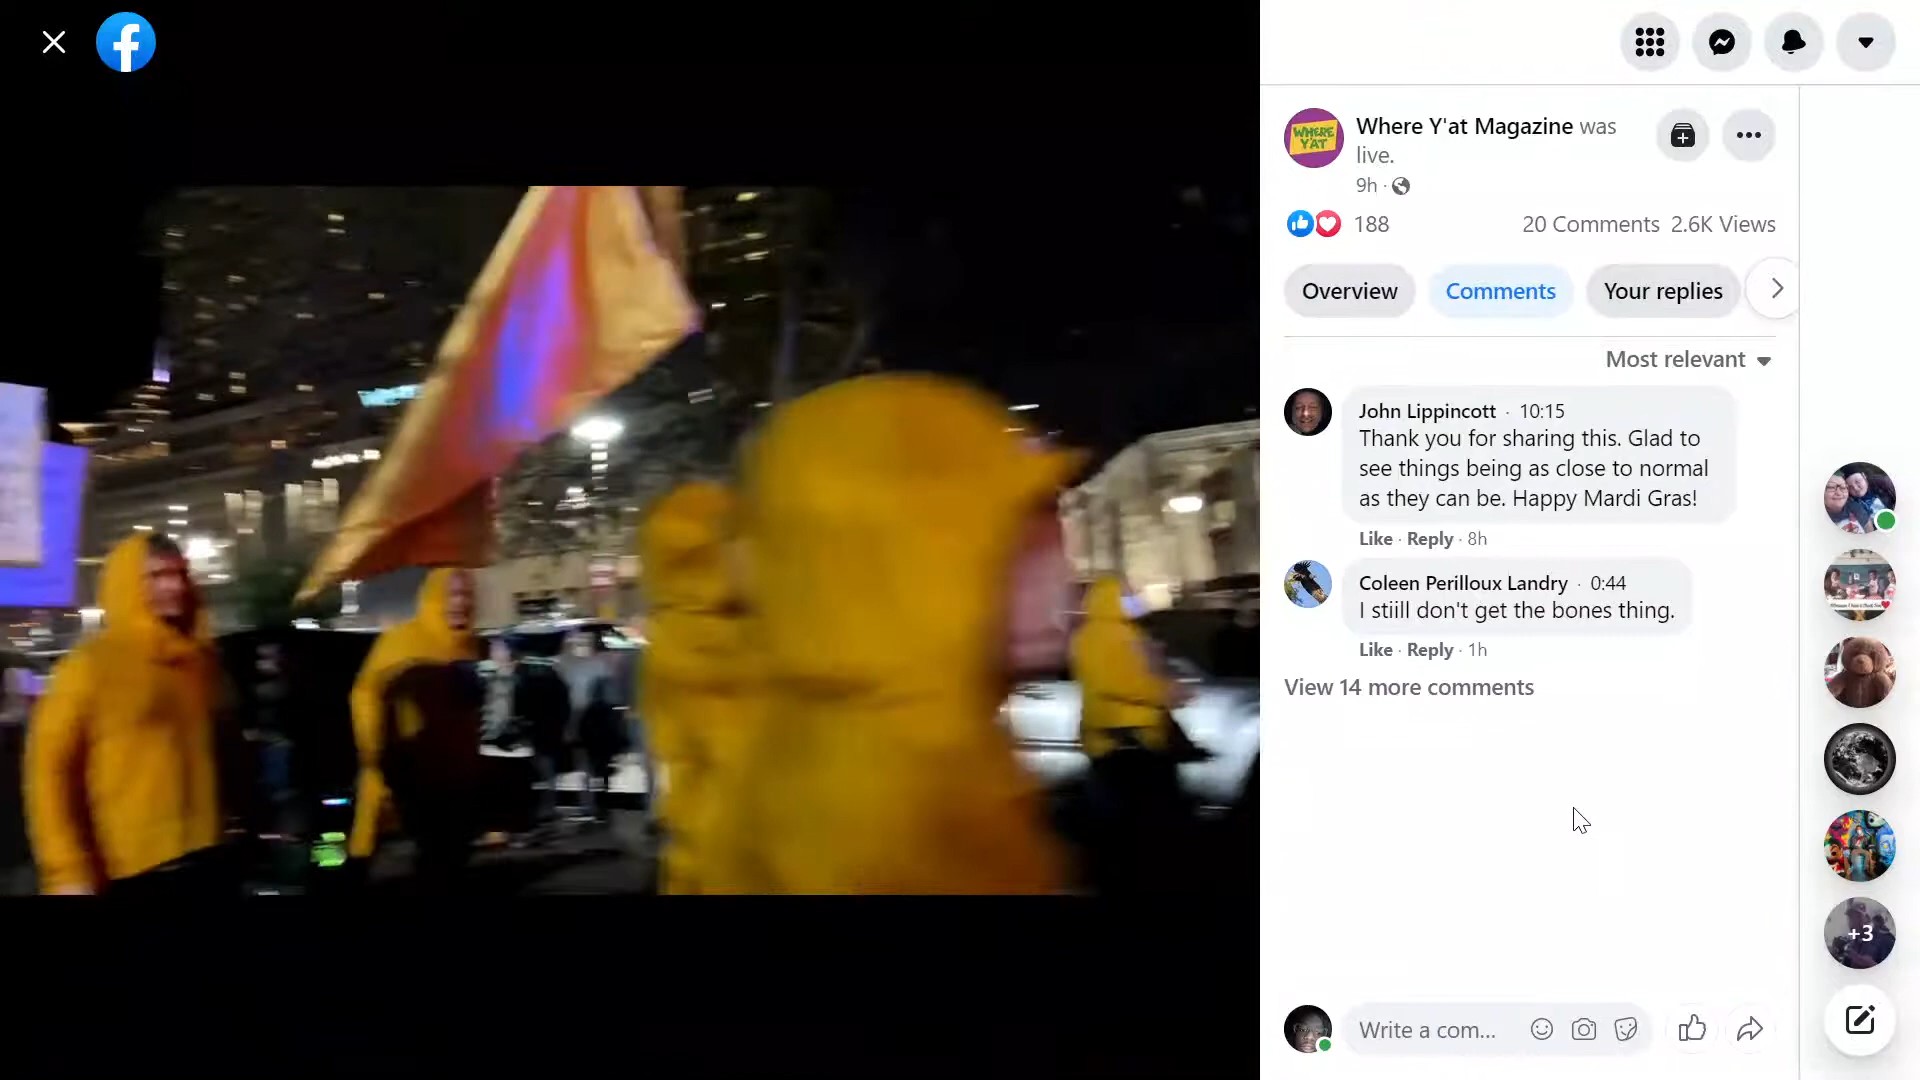 Where Y'at Magazine was
live.
9h ·
WHERE
Y'AT
188
20 Comments 2.6K Views
Overview
Comments
Your replies
Most relevant
John Lippincott · 10:15
Thank you for sharing this. Glad to
see things being as close to normal
as they can be. Happy Mardi Gras!
Like · Reply · 8h
Coleen Perilloux Landry · 0:44
I stiill don't get the bones thing.
Like · Reply · 1h
View 14 more comments
+3
Write a com...